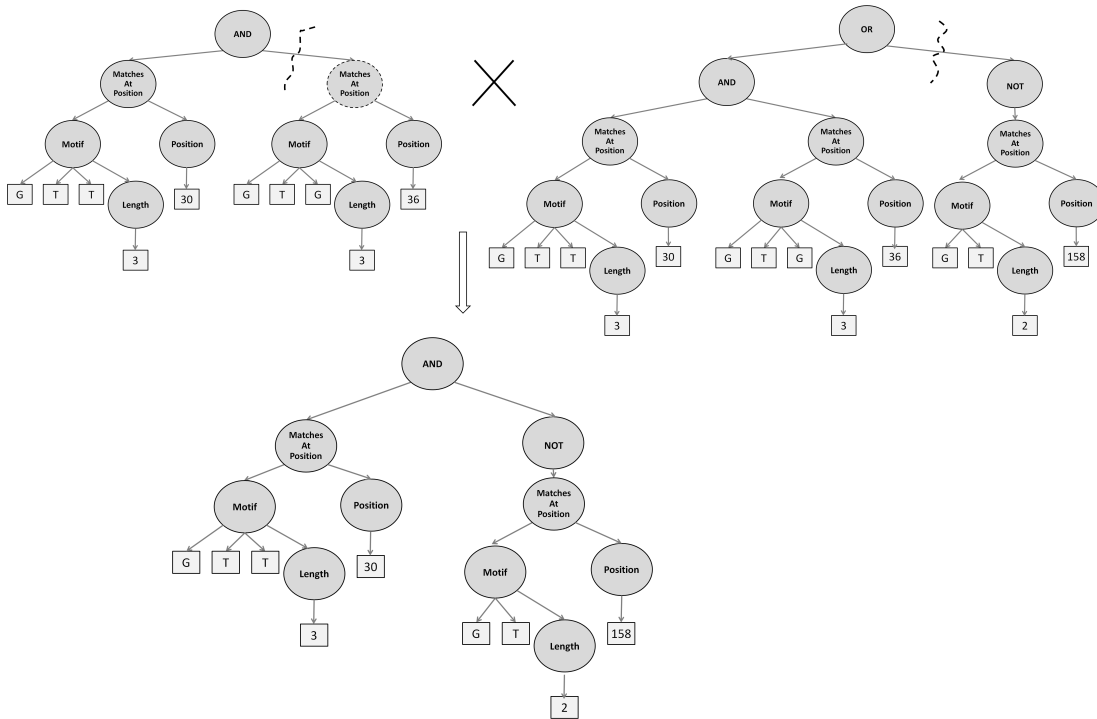 AND
Matches
At
Position
Matches
At
Position
Motif
Position
Motif
Position
G T T
Length
30
G T G
Length
36
3
3
OR
AND
NOT
Matches
At
Position
Matches
At
Position
Matches
At
Position
Motif
Position
Motif
Position
Motif
Position
G T T
Length
30
G T G
Length
36
G T
Length
158
3
3
2
AND
Matches
At
Position
NOT
Motif
Position
Matches
At
Position
G T T
Length
30
Motif
Position
3
G T
Length
158
2